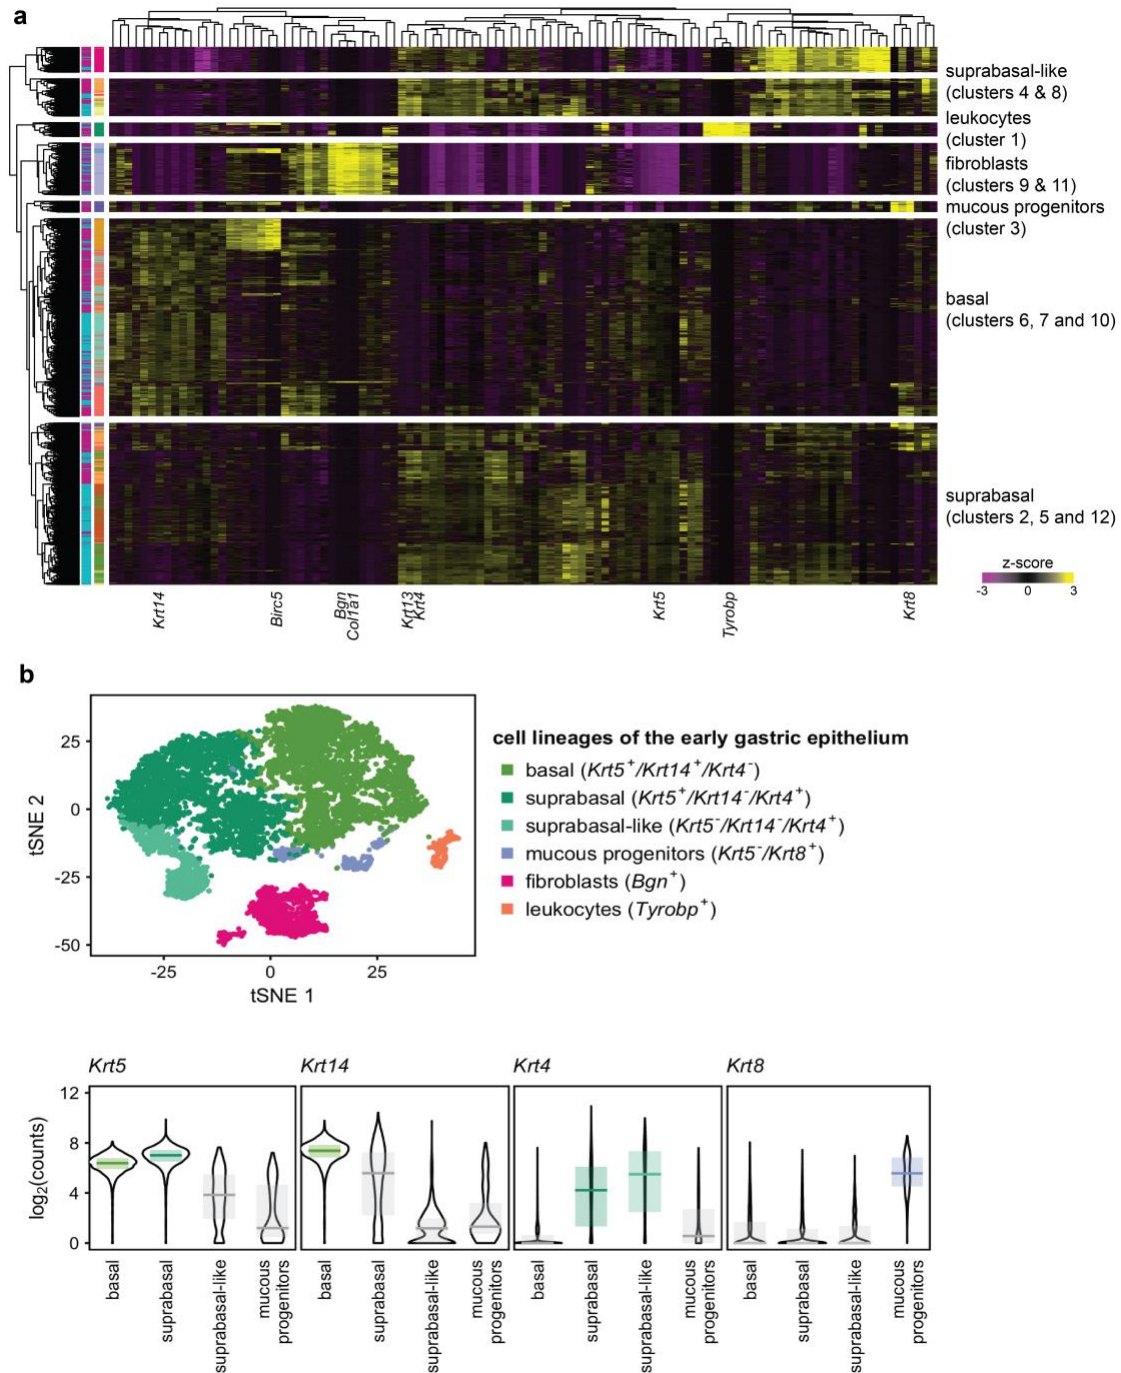 a
suprabasal-like
(clusters 4 & 8)
leukocytes
(cluster 1)
fibroblasts
(clusters 9 & 11)
mucous progenitors
(cluster 3)
basal
(clusters 6, 7 and 10)
suprabasal
(clusters 2, 5 and 12)
z-score
-3 0 3
Krt14
Birc5
Bgn
Col1a1
Krt13
Krt4
Krt5
Tyrobp
Krt8
b
25
0
-25
-50
tSNE 2
-25 0 25
tSNE 1
cell lineages of the early gastric epithelium
basal (Krt5+/Krt14+/Krt4-)
suprabasal (Krt5+/Krt14-/Krt4+)
suprabasal-like (Krt5-/Krt14-/Krt4+)
mucous progenitors (Krt5-/Krt8+)
fibroblasts (Bgn+)
leukocytes (Tyrobp+)
Krt5 Krt14 Krt4 Krt8
12
8
4
0
log2(counts)
basal
suprabasal
suprabasal-like
mucous
progenitors
basal
suprabasal
suprabasal-like
mucous
progenitors
basal
suprabasal
suprabasal-like
mucous
progenitors
basal
suprabasal
suprabasal-like
mucous
progenitors